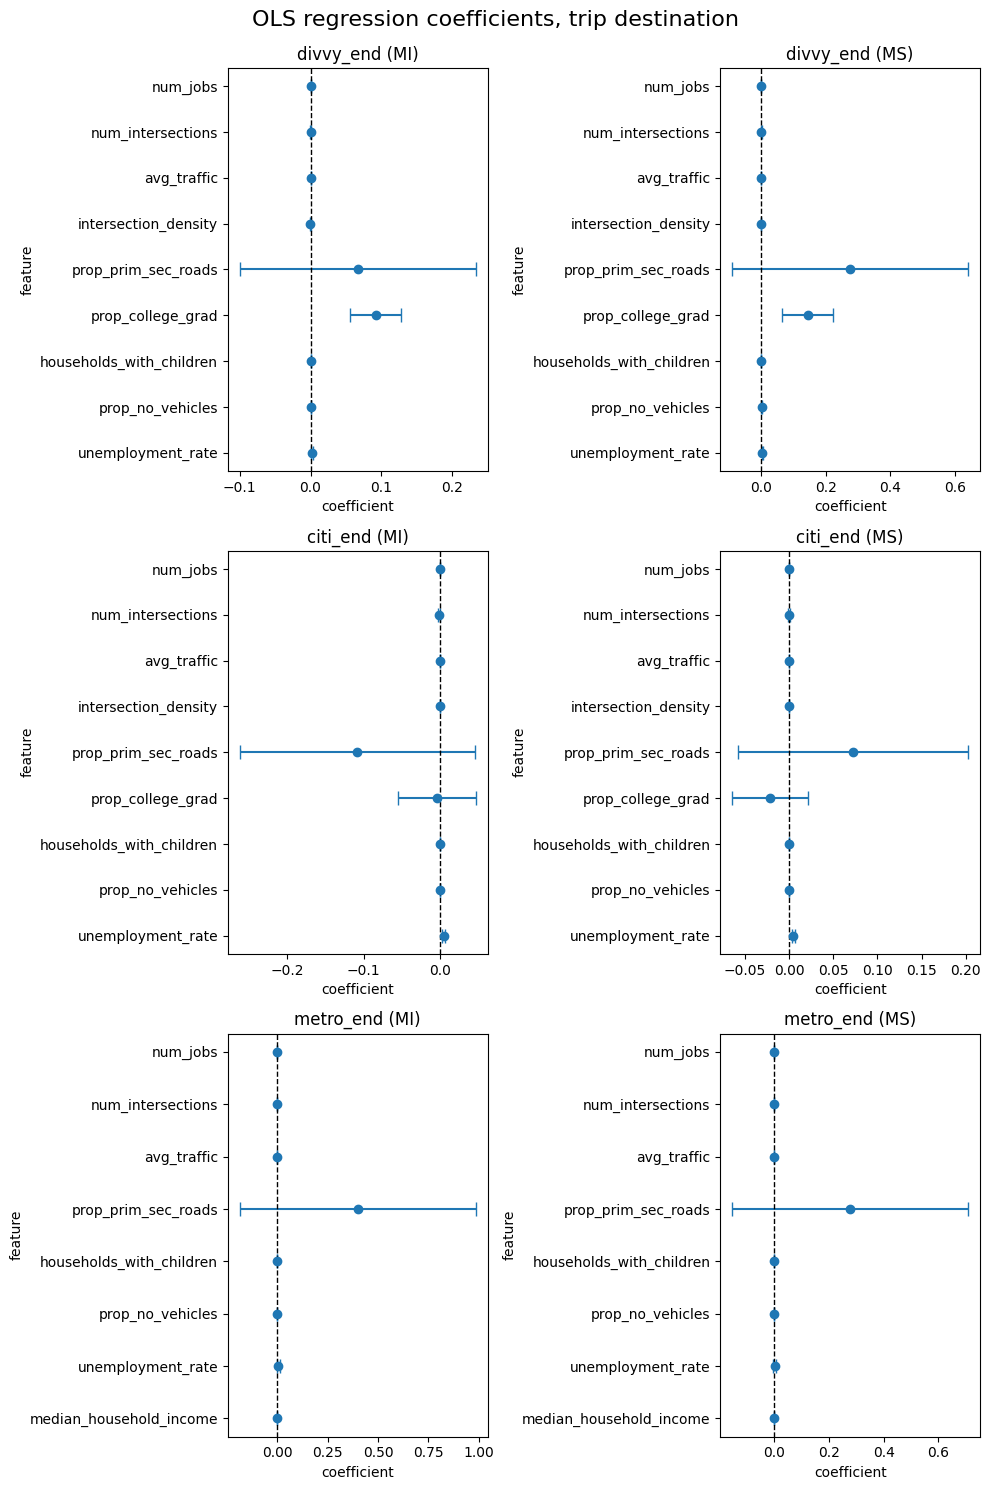 OLS regression coefficients, trip destination
divvy_end (MI)
feature
num_jobs
num_intersections
avg_traffic
intersection_density
prop_prim_sec_roads
prop_college_grad
households_with_children
prop_no_vehicles
unemployment_rate
−0.1 0.0 0.1 0.2
coefficient
divvy_end (MS)
feature
num_jobs
num_intersections
avg_traffic
intersection_density
prop_prim_sec_roads
prop_college_grad
households_with_children
prop_no_vehicles
unemployment_rate
0.0 0.2 0.4 0.6
coefficient
citi_end (MI)
feature
num_jobs
num_intersections
avg_traffic
intersection_density
prop_prim_sec_roads
prop_college_grad
households_with_children
prop_no_vehicles
unemployment_rate
−0.2 −0.1 0.0
coefficient
citi_end (MS)
feature
num_jobs
num_intersections
avg_traffic
intersection_density
prop_prim_sec_roads
prop_college_grad
households_with_children
prop_no_vehicles
unemployment_rate
−0.05 0.00 0.05 0.10 0.15 0.20
coefficient
metro_end (MI)
feature
num_jobs
num_intersections
avg_traffic
prop_prim_sec_roads
households_with_children
prop_no_vehicles
unemployment_rate
median_household_income
0.00 0.25 0.50 0.75 1.00
coefficient
metro_end (MS)
feature
num_jobs
num_intersections
avg_traffic
prop_prim_sec_roads
households_with_children
prop_no_vehicles
unemployment_rate
median_household_income
0.0 0.2 0.4 0.6
coefficient